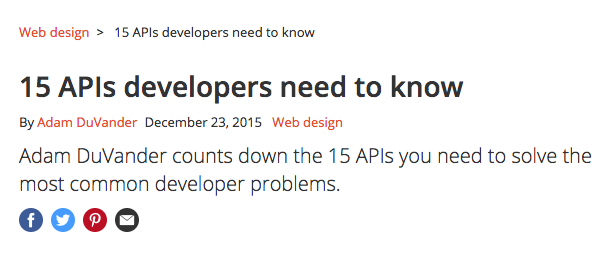 Web design > 15 APIs developers need to know
15 APIs developers need to know
By Adam DuVander December 23, 2015 Web design
Adam DuVander counts down the 15 APIs you need to solve the
most common developer problems.